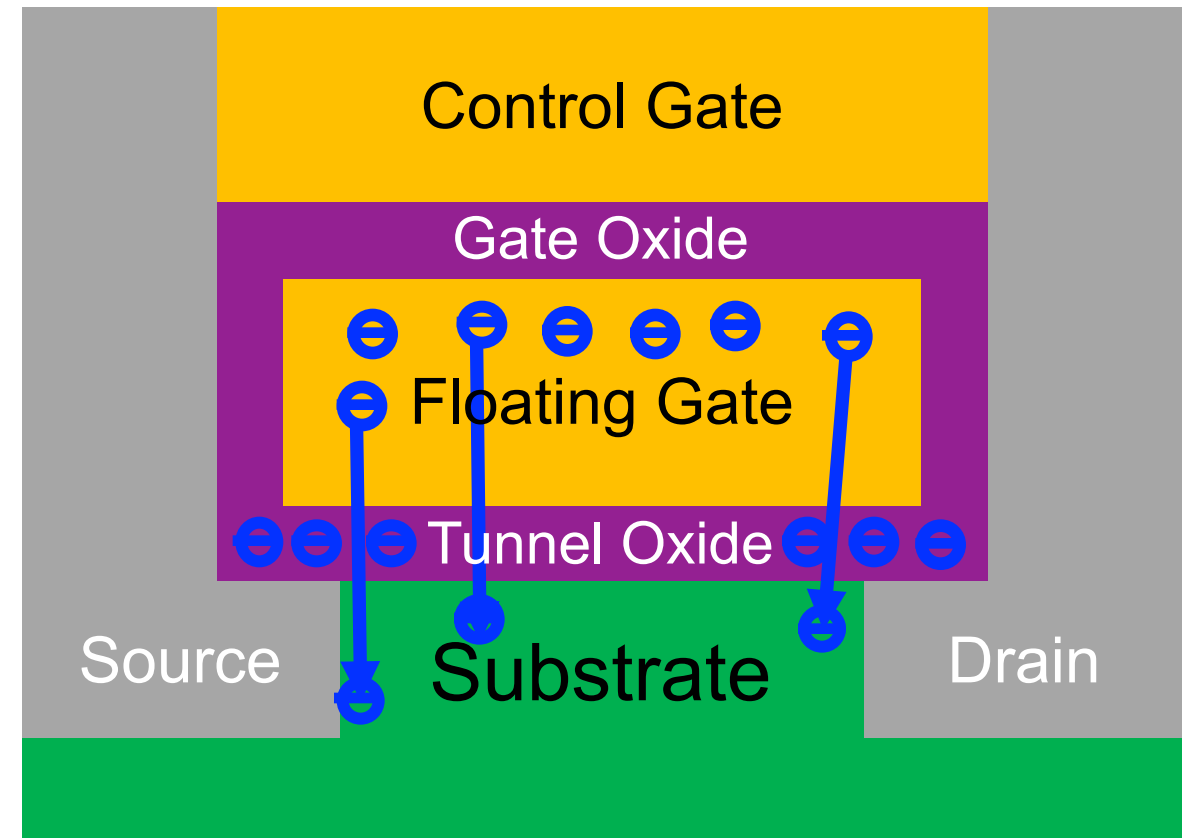 Control Gate
Gate Oxide
Floating Gate
Tunnel Oxide
Source
Substrate
Drain